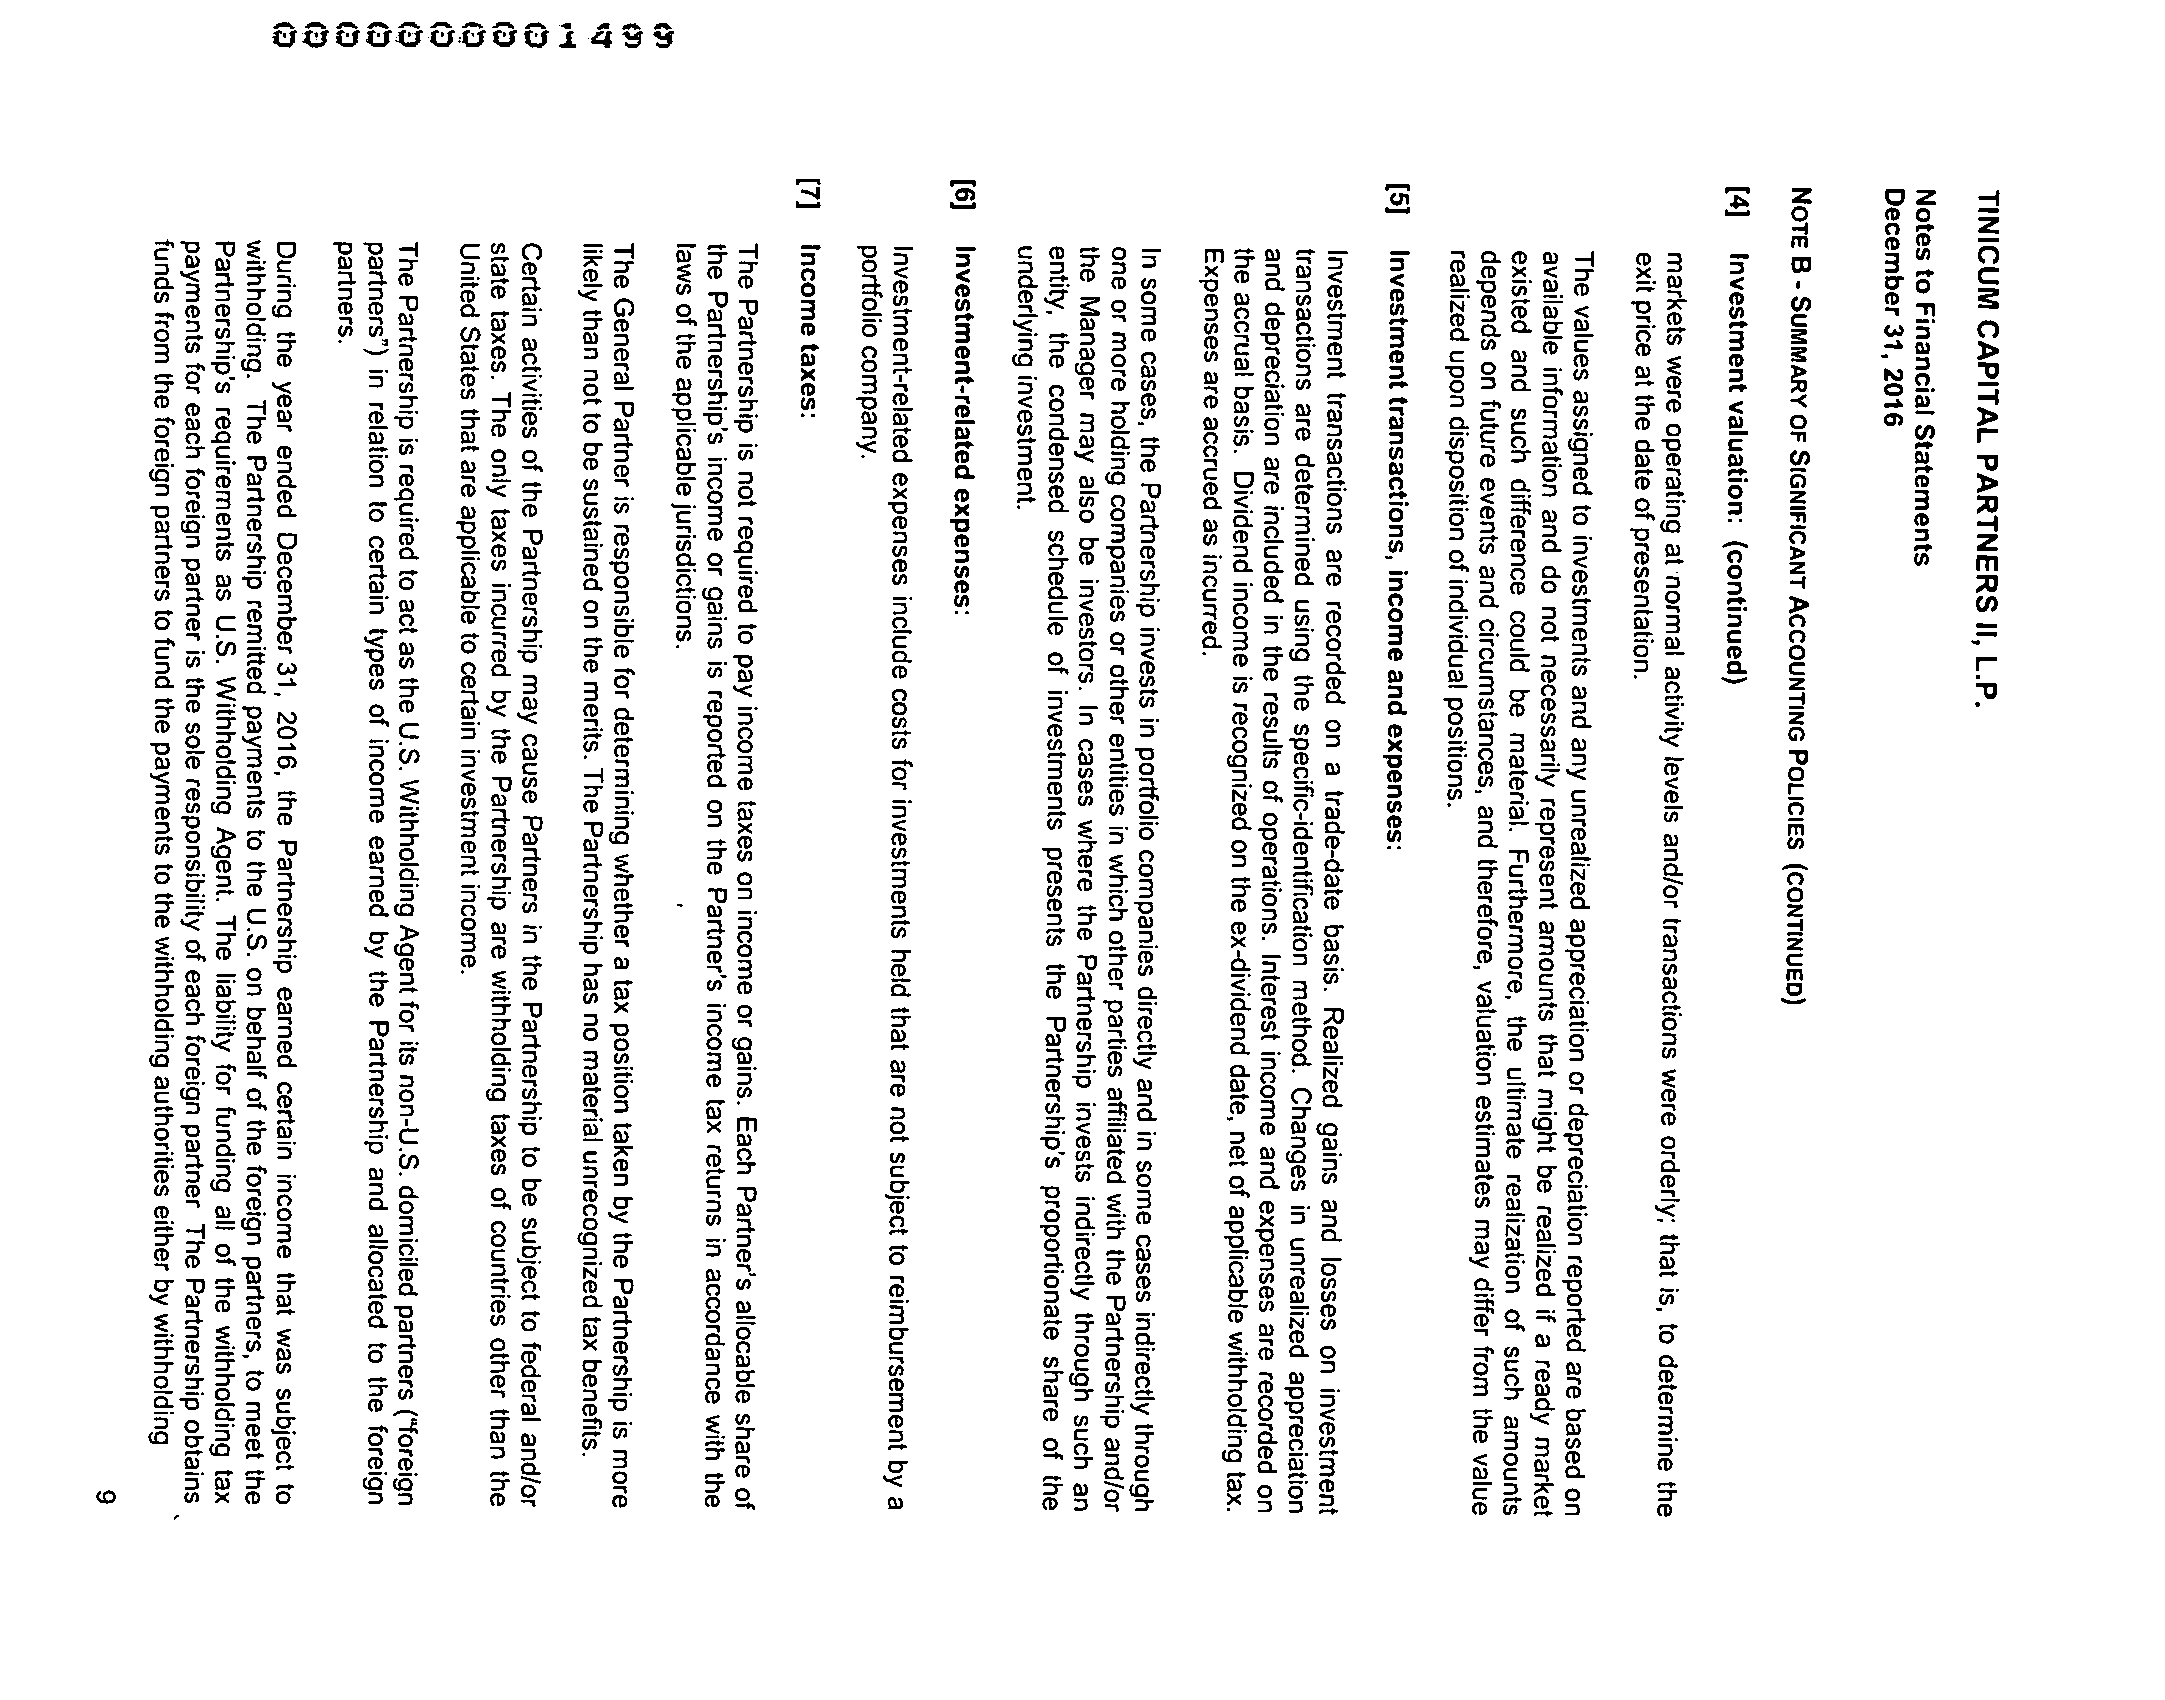 TINICUM CAPITAL PARTNERS II, L.P.
Notes to Financial Statements
December 31, 2016
NOTE B - SUMMARY OF SIGNIFICANT ACCOUNTING POLICIES (CONTINUED)
[4] Investment valuation: (continued)
markets were operating at normal activity levels and/or transactions were orderly; that is, to determine the
exit price at the date of presentation.
The values assigned to investments and any unrealized appreciation or depreciation reported are based on
available information and do not necessarily represent amounts that might be realized if a ready market
existed and such difference could be material. Furthermore, the ultimate realization of such amounts
depends on future events and circumstances, and therefore, valuation estimates may differ from the value
realized upon disposition of individual positions.
[5] Investment transactions, income and expenses:
Investment transactions are recorded on a trade-date basis. Realized gains and losses on investment
transactions are determined using the specific-identification method. Changes in unrealized appreciation
and depreciation are included in the results of operations. Interest income and expenses are recorded on
the accrual basis. Dividend income is recognized on the ex-dividend date, net of applicable withholding tax.
Expenses are accrued as incurred.
In some cases, the Partnership invests in portfolio companies directly and in some cases indirectly through
one or more holding companies or other entities in which other parties affiliated with the Partnership and/or
the Manager may also be investors. In cases where the Partnership invests indirectly through such an
entity, the condensed schedule of investments presents the Partnership's proportionate share of the
underlying investment.
[6] Investment-related expenses:
Investment-related expenses include costs for investments held that are not subject to reimbursement by a
portfolio company.
[7] Income taxes:
The Partnership is not required to pay income taxes on income or gains. Each Partner's allocable share of
the Partnership's income or gains is reported on the Partner's income tax returns in accordance with the
laws of the applicable jurisdictions.
The General Partner is responsible for determining whether a tax position taken by the Partnership is more
likely than not to be sustained on the merits. The Partnership has no material unrecognized tax benefits.
Certain activities of the Partnership may cause Partners in the Partnership to be subject to federal and/or
state taxes. The only taxes incurred by the Partnership are withholding taxes of countries other than the
United States that are applicable to certain investment income.
The Partnership is required to act as the U.S. Withholding Agent for its non-U.S. domiciled partners ("foreign
partners") in relation to certain types of income earned by the Partnership and allocated to the foreign
partners.
During the year ended December 31, 2016, the Partnership earned certain income that was subject to
withholding. The Partnership remitted payments to the U.S. on behalf of the foreign partners, to meet the
Partnership's requirements as U.S. Withholding Agent. The liability for funding all of the withholding tax
payments for each foreign partner is the sole responsibility of each foreign partner The Partnership obtains
funds from the foreign partners to fund the payments to the withholding authorities either by withholding
9
0000000001499